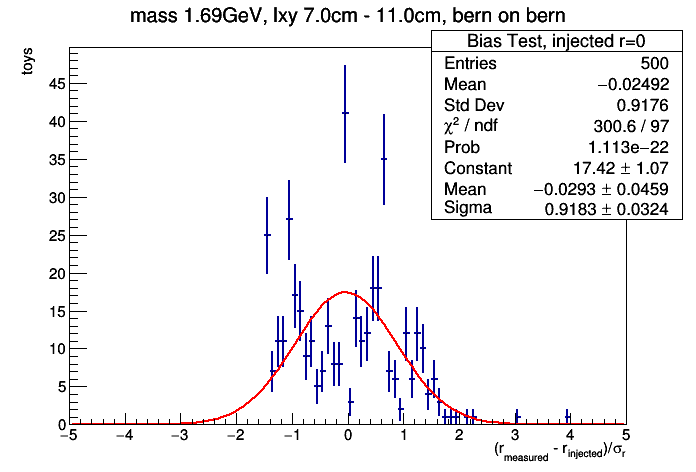 mass 1.69GeV, lxy 7.0cm - 11.0cm, bern on bern
Bias Test, injected r=0
Entries 500
Mean −0.02492
Std Dev 0.9176
χ² / ndf 300.6 / 97
Prob 1.113e−22
Constant 17.42 ± 1.07
Mean −0.0293 ± 0.0459
Sigma 0.9183 ± 0.0324
toys
45
40
35
30
25
20
15
10
5
0
−5 −4 −3 −2 −1 0 1 2 3 4 5
(r_measured - r_injected)/σ_r